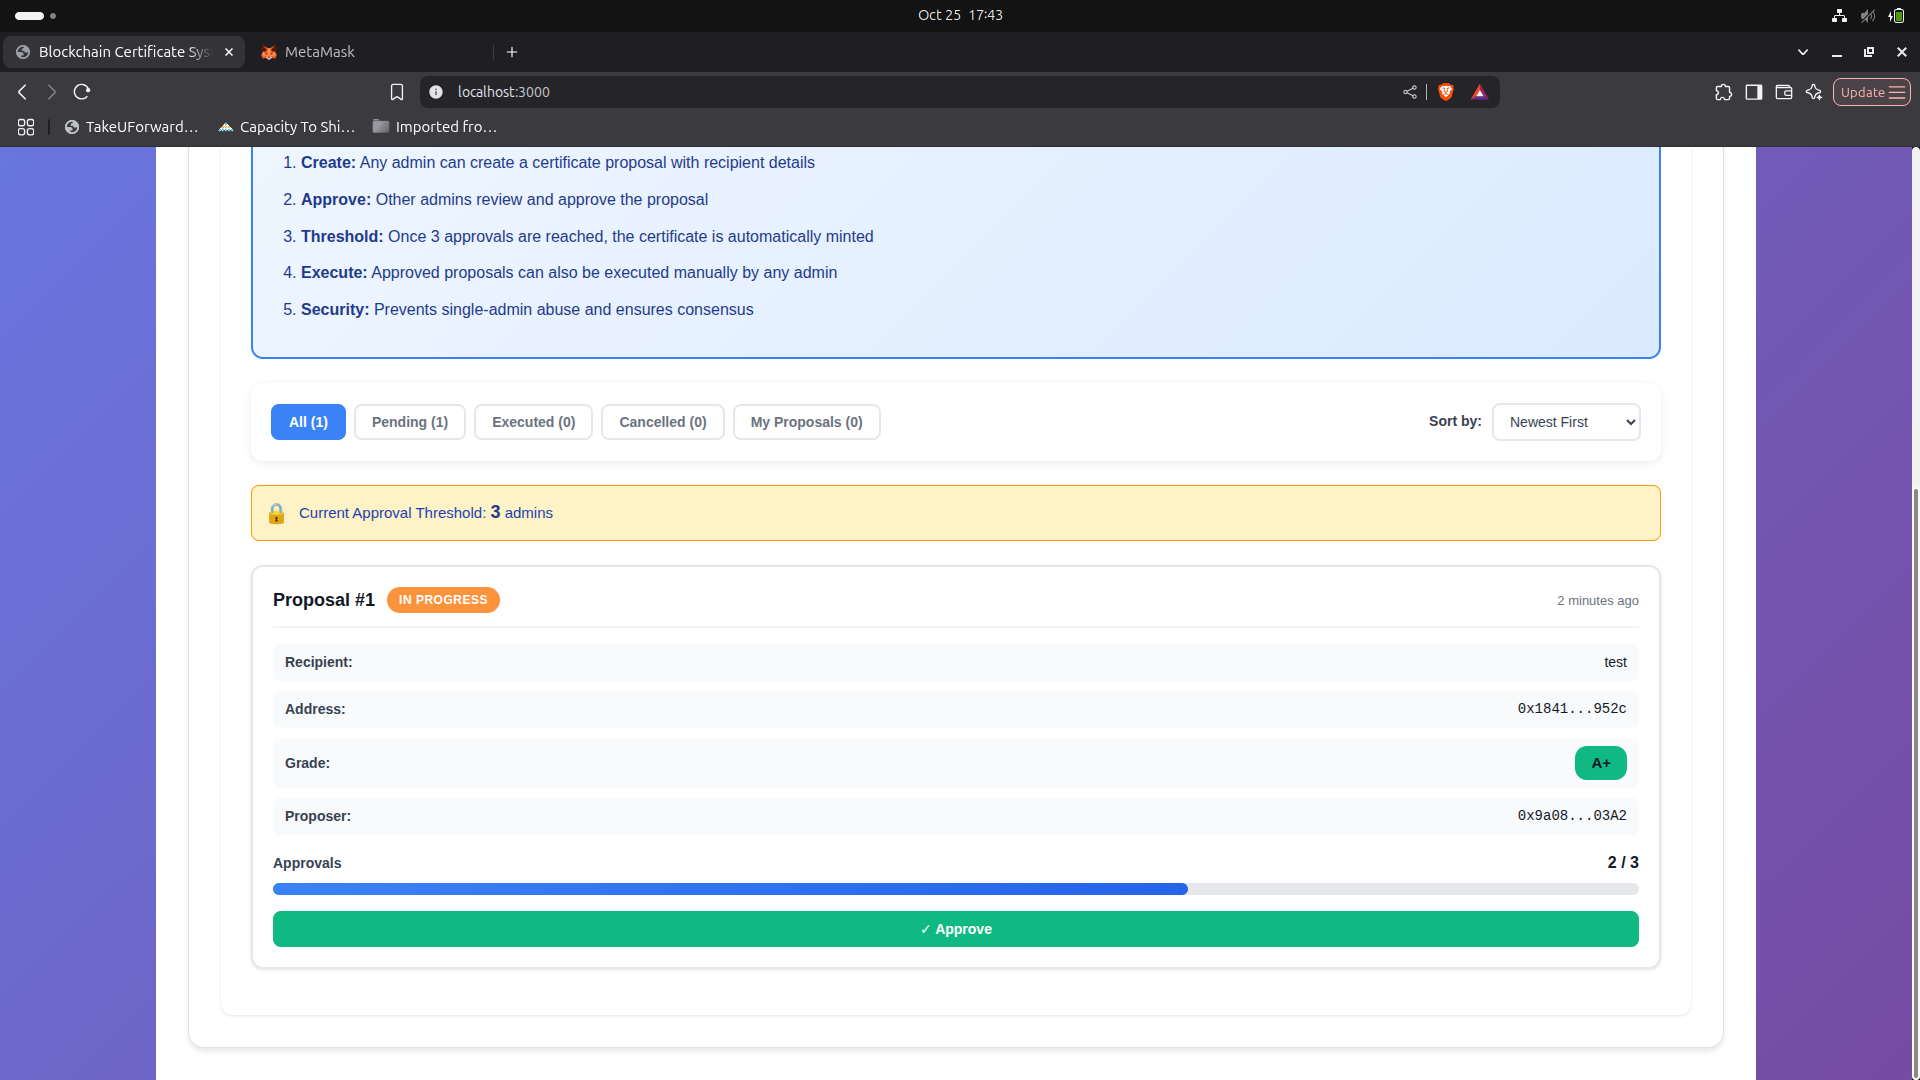 Oct 25 17:43
Blockchain Certificate Sys
MetaMask
localhost:3000
Update
TakeUForward…
Capacity To Shi…
Imported fro…
1. Create: Any admin can create a certificate proposal with recipient details
2. Approve: Other admins review and approve the proposal
3. Threshold: Once 3 approvals are reached, the certificate is automatically minted
4. Execute: Approved proposals can also be executed manually by any admin
5. Security: Prevents single-admin abuse and ensures consensus
All (1)
Pending (1)
Executed (0)
Cancelled (0)
My Proposals (0)
Sort by:
Newest First
Current Approval Threshold: 3 admins
Proposal #1
IN PROGRESS
2 minutes ago
Recipient:
test
Address:
0x1841...952c
Grade:
A+
Proposer:
0x9a08...03A2
Approvals
2 / 3
✓ Approve